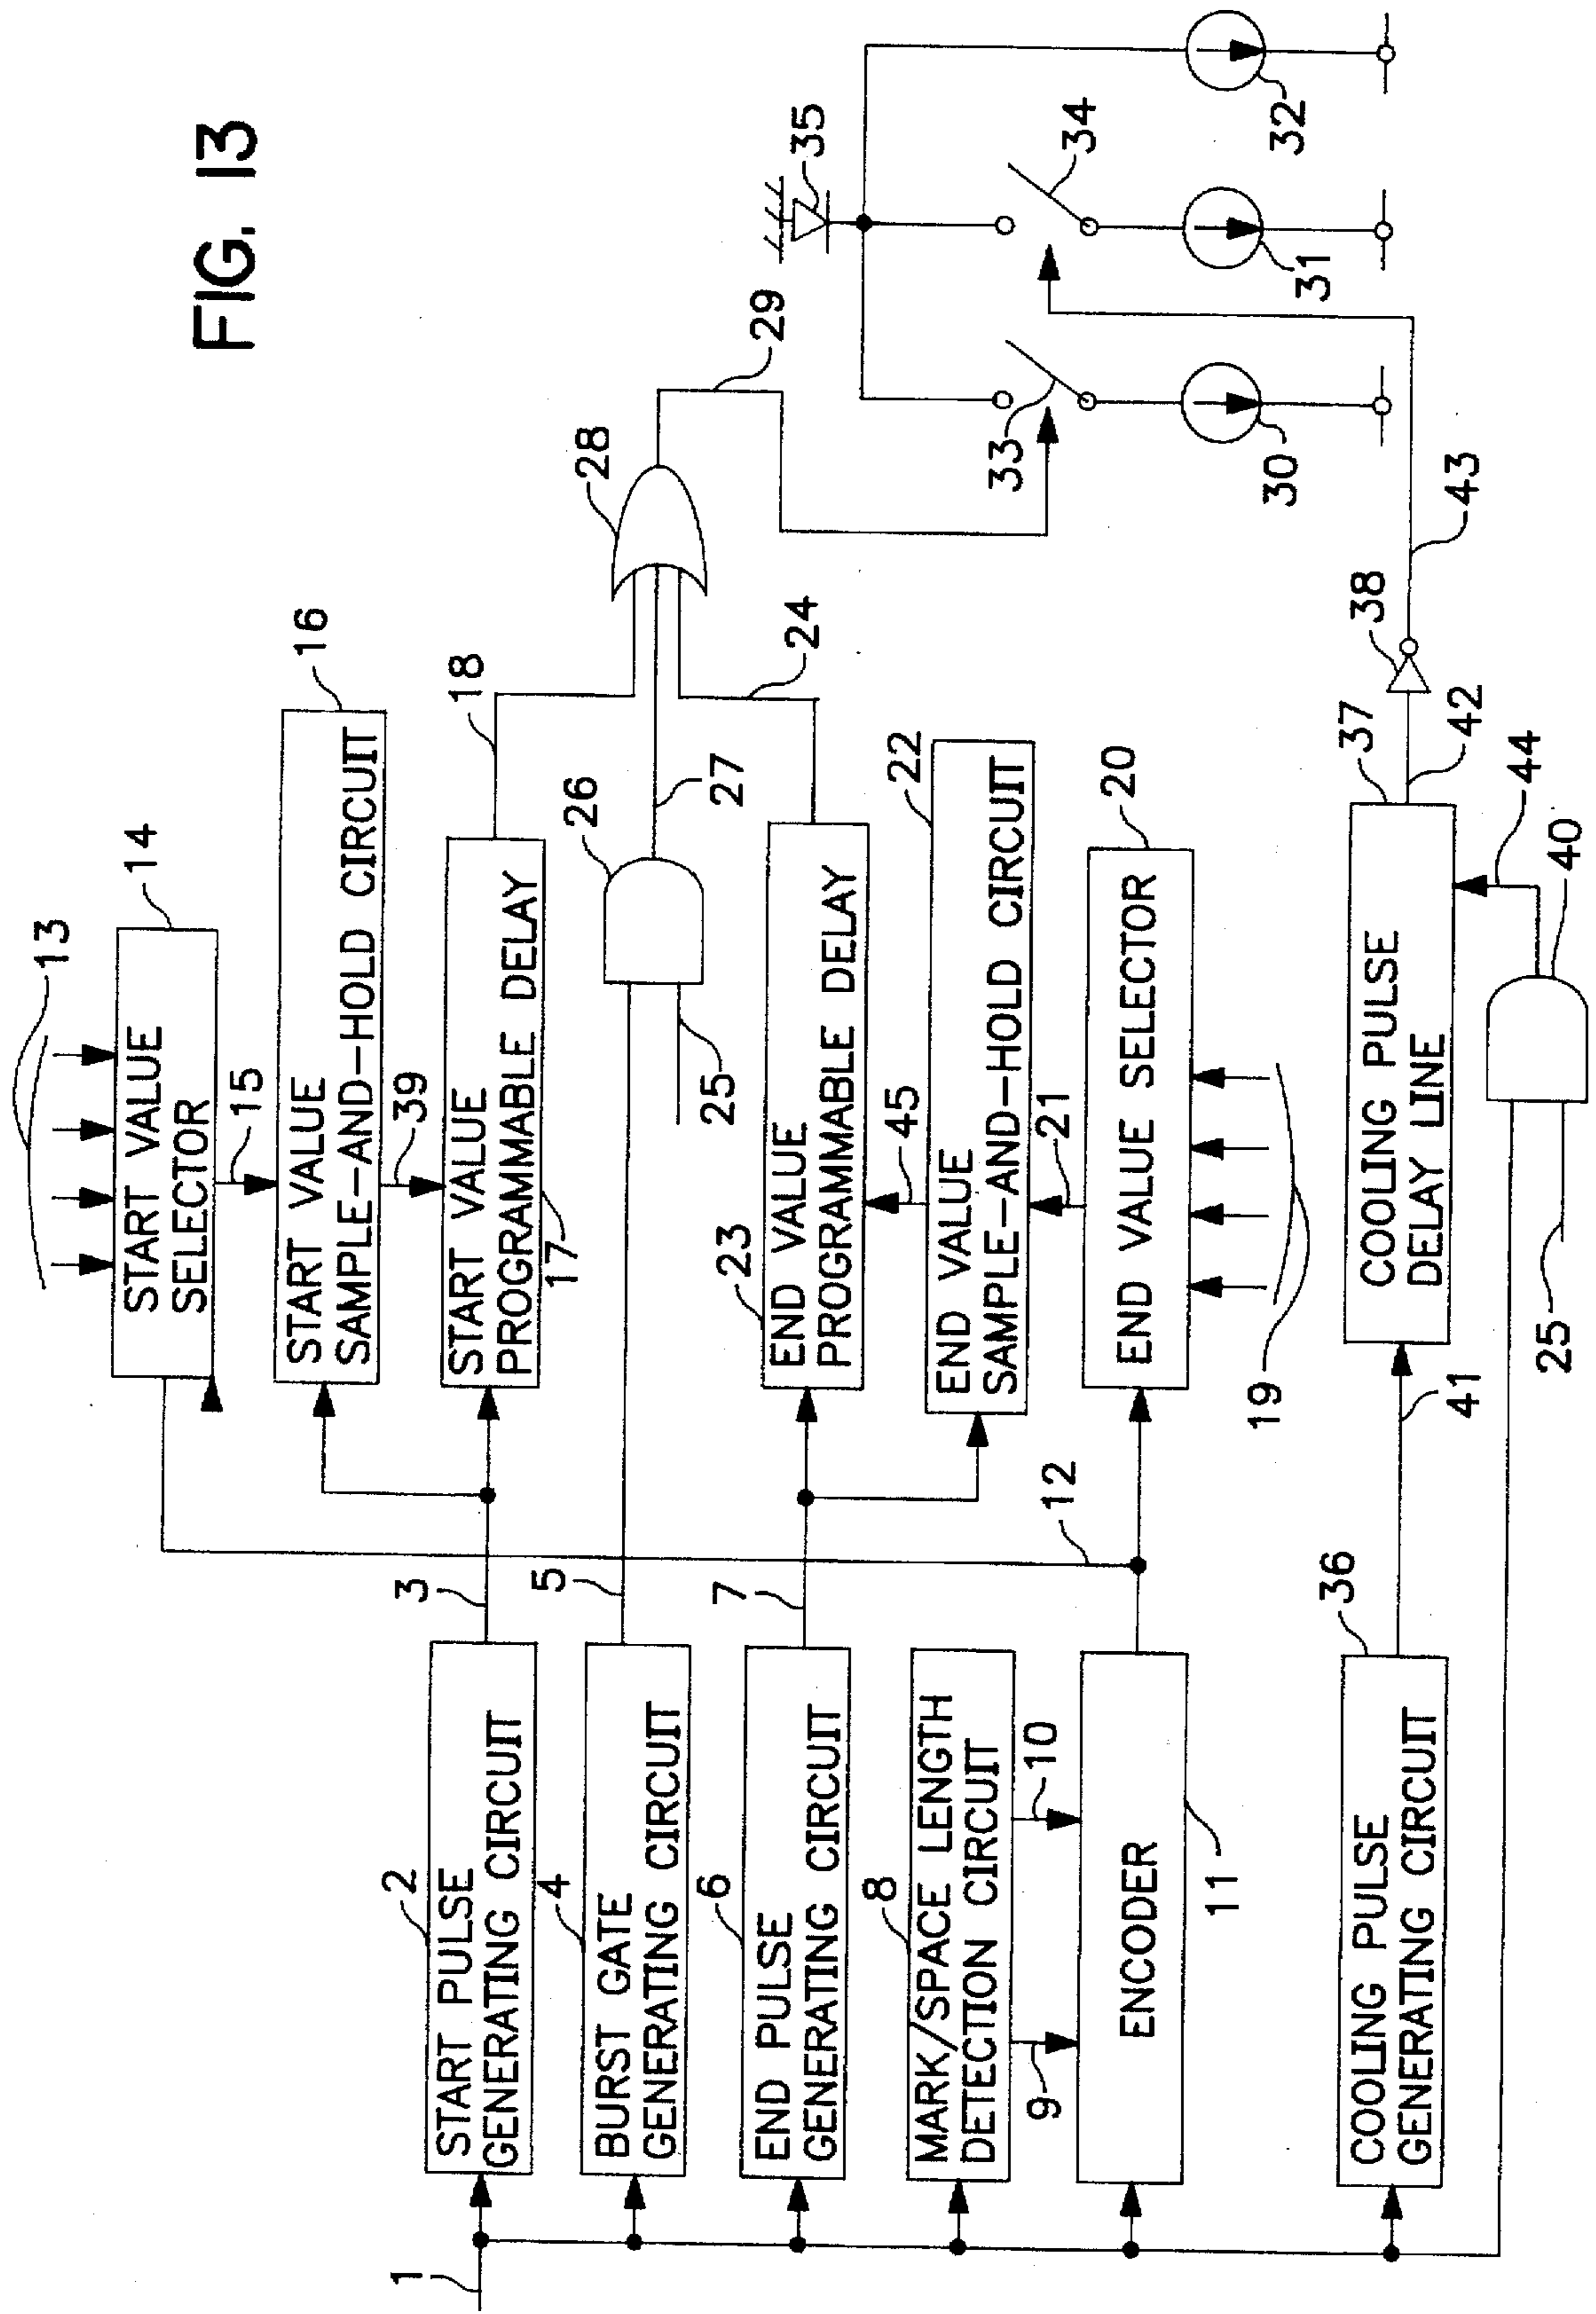 FIG. 13
1
2
START PULSE
GENERATING CIRCUIT
3
4
BURST GATE
GENERATING CIRCUIT
5
6
END PULSE
GENERATING CIRCUIT
7
8
MARK/SPACE LENGTH
DETECTION CIRCUIT
9
10
ENCODER
11
12
36
COOLING PULSE
GENERATING CIRCUIT
41
13
14
START VALUE
SELECTOR
15
16
START VALUE
SAMPLE-AND-HOLD CIRCUIT
39
START VALUE
PROGRAMMABLE DELAY
17
18
25
26
27
23
END VALUE
PROGRAMMABLE DELAY
24
45
22
END VALUE
SAMPLE-AND-HOLD CIRCUIT
21
20
END VALUE SELECTOR
19
37
COOLING PULSE
DELAY LINE
42
44
40
25
38
43
28
29
33
34
35
30
31
32